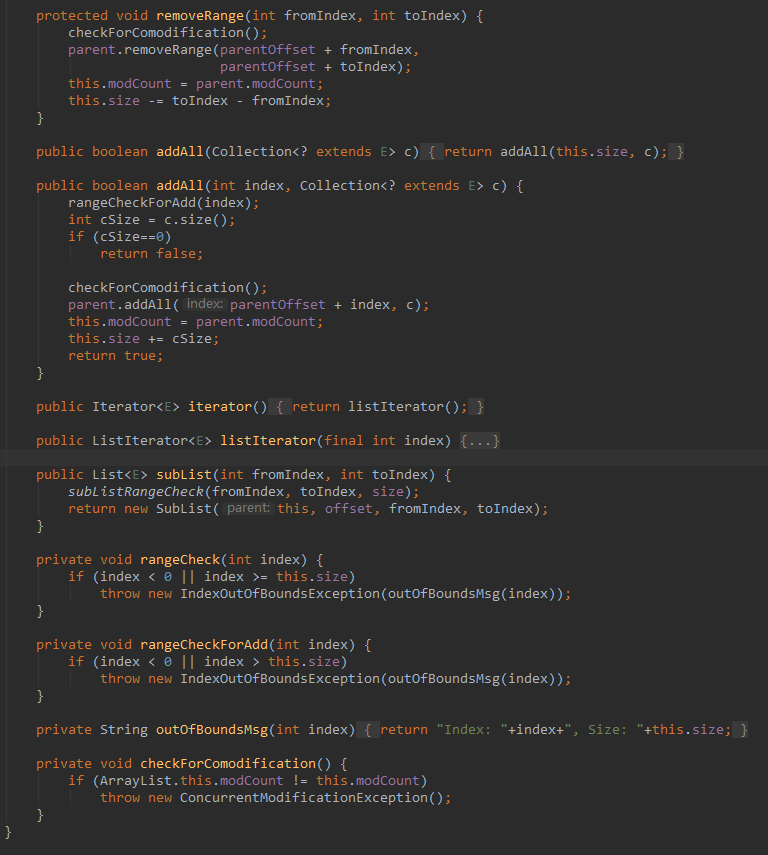 protected void removeRange(int fromIndex, int toIndex) {
checkForComodification();
parent.removeRange(parentOffset + fromIndex,
parentOffset + toIndex);
this.modCount = parent.modCount;
this.size -= toIndex - fromIndex;
}
public boolean addAll(Collection<? extends E> c) { return addAll(this.size, c); }
public boolean addAll(int index, Collection<? extends E> c) {
rangeCheckForAdd(index);
int cSize = c.size();
if (cSize==0)
return false;
checkForComodification();
parent.addAll( index: parentOffset + index, c);
this.modCount = parent.modCount;
this.size += cSize;
return true;
}
public Iterator<E> iterator() { return listIterator(); }
public ListIterator<E> listIterator(final int index) {...}
public List<E> subList(int fromIndex, int toIndex) {
subListRangeCheck(fromIndex, toIndex, size);
return new SubList( parent: this, offset, fromIndex, toIndex);
}
private void rangeCheck(int index) {
if (index < 0 || index >= this.size)
throw new IndexOutOfBoundsException(outOfBoundsMsg(index));
}
private void rangeCheckForAdd(int index) {
if (index < 0 || index > this.size)
throw new IndexOutOfBoundsException(outOfBoundsMsg(index));
}
private String outOfBoundsMsg(int index) { return "Index: "+index+", Size: "+this.size; }
private void checkForComodification() {
if (ArrayList.this.modCount != this.modCount)
throw new ConcurrentModificationException();
}
}